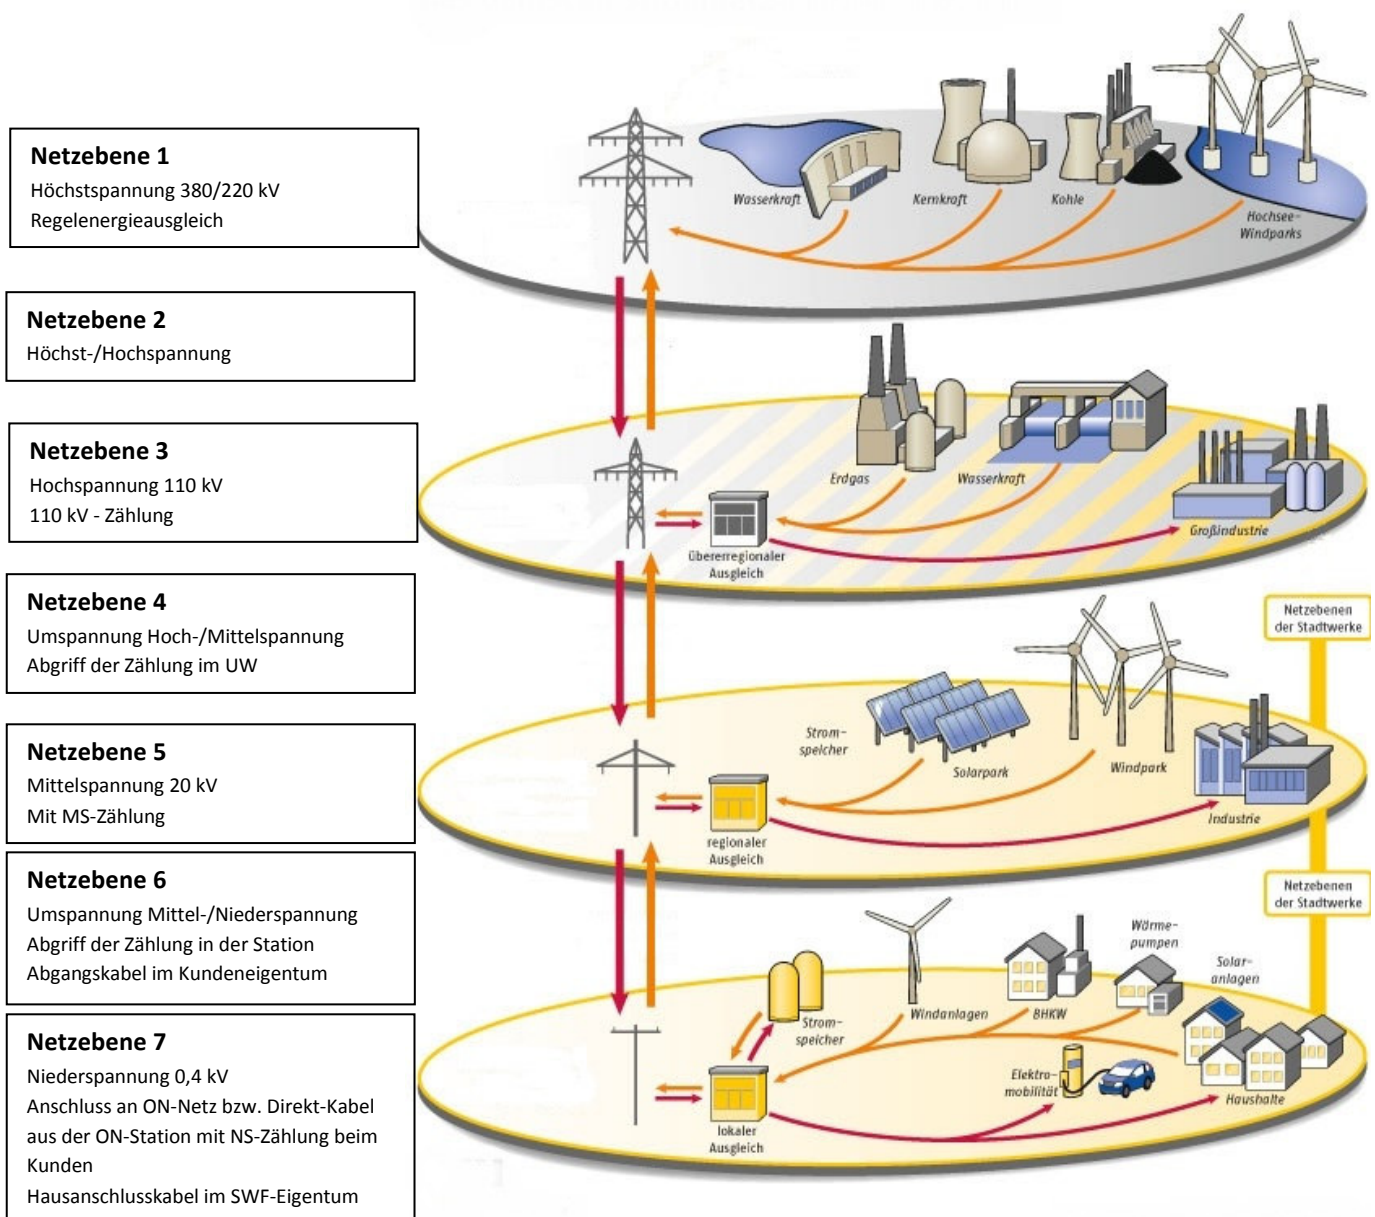 Netzebene 1
Höchstspannung 380/220 kV
Regelenergieausgleich
Wasserkraft
Kernkraft
Kohle
Hochsee-
Windparks
Netzebene 2
Höchst-/Hochspannung
Netzebene 3
Hochspannung 110 kV
110 kV - Zählung
Erdgas
Wasserkraft
Großindustrie
übererregionaler
Ausgleich
Netzebene 4
Umspannung Hoch-/Mittelspannung
Abgriff der Zählung im UW
Netzebenen
der Stadtwerke
Netzebene 5
Mittelspannung 20 kV
Mit MS-Zählung
Strom-
speicher
Solarpark
Windpark
Industrie
regionaler
Ausgleich
Netzebene 6
Umspannung Mittel-/Niederspannung
Abgriff der Zählung in der Station
Abgangskabel im Kundeneigentum
Netzebenen
der Stadtwerke
Netzebene 7
Niederspannung 0,4 kV
Anschluss an ON-Netz bzw. Direkt-Kabel
aus der ON-Station mit NS-Zählung beim
Kunden
Hausanschlusskabel im SWF-Eigentum
Strom-
speicher
Windanlagen
BHKW
Wärme-
pumpen
Solar-
anlagen
Elektro-
mobilität
Haushalte
lokaler
Ausgleich